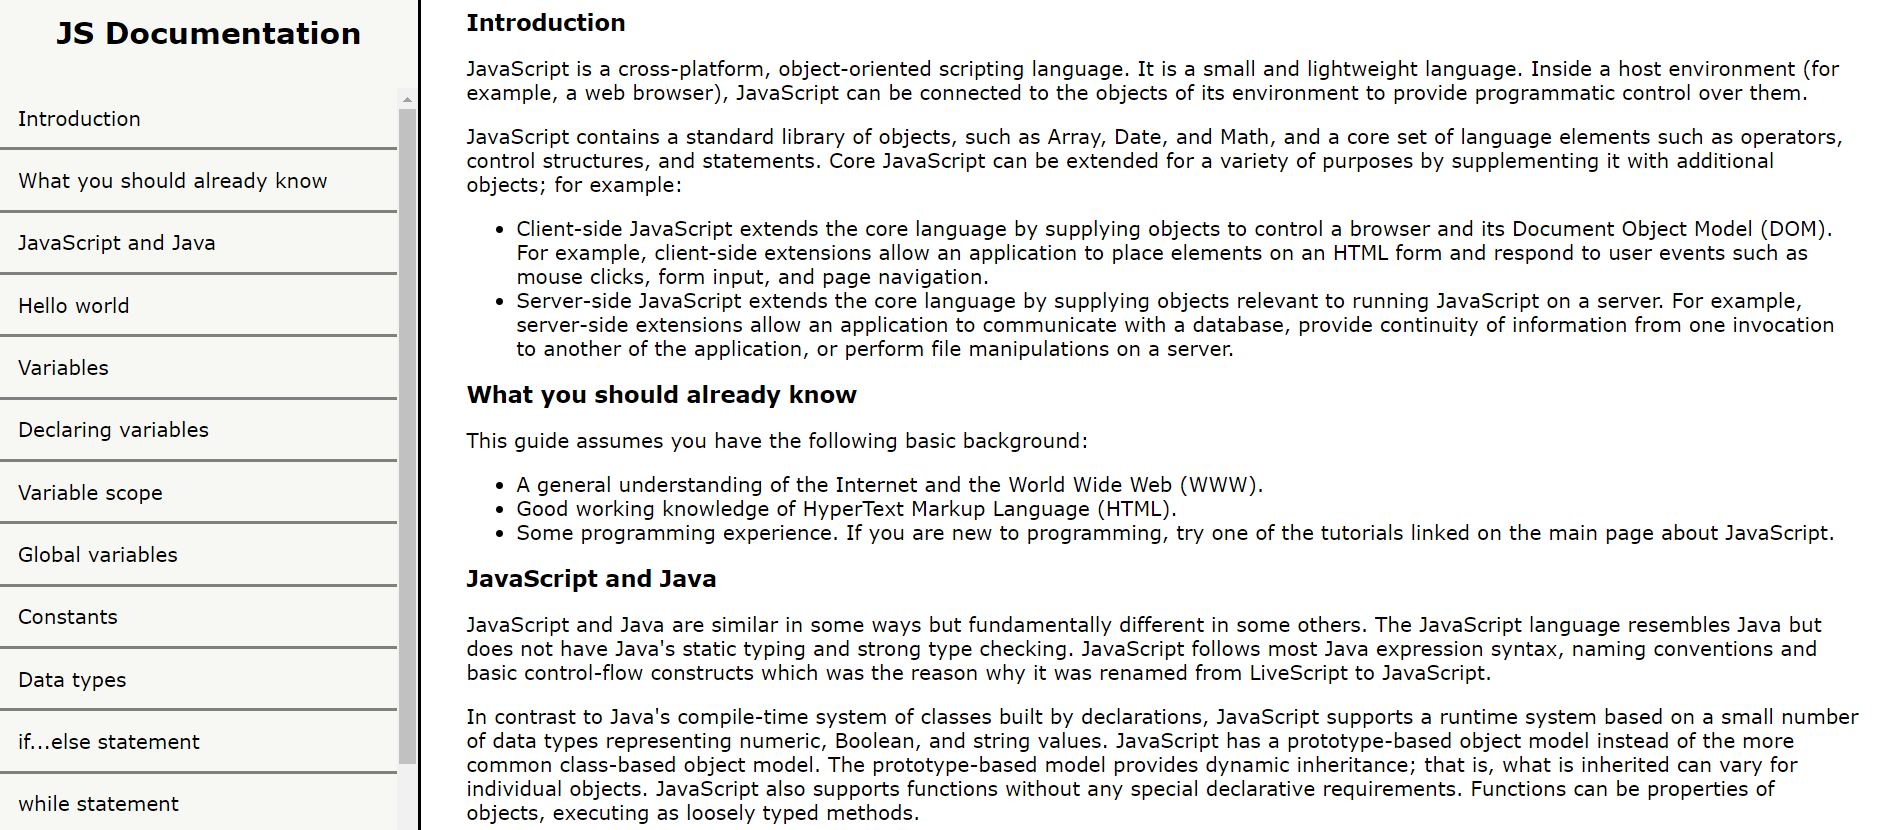 JS Documentation
Introduction
What you should already know
JavaScript and Java
Hello world
Variables
Declaring variables
Variable scope
Global variables
Constants
Data types
if...else statement
while statement
Introduction
JavaScript is a cross-platform, object-oriented scripting language. It is a small and lightweight language. Inside a host environment (for
example, a web browser), JavaScript can be connected to the objects of its environment to provide programmatic control over them.
JavaScript contains a standard library of objects, such as Array, Date, and Math, and a core set of language elements such as operators,
control structures, and statements. Core JavaScript can be extended for a variety of purposes by supplementing it with additional
objects; for example:
• Client-side JavaScript extends the core language by supplying objects to control a browser and its Document Object Model (DOM).
For example, client-side extensions allow an application to place elements on an HTML form and respond to user events such as
mouse clicks, form input, and page navigation.
• Server-side JavaScript extends the core language by supplying objects relevant to running JavaScript on a server. For example,
server-side extensions allow an application to communicate with a database, provide continuity of information from one invocation
to another of the application, or perform file manipulations on a server.
What you should already know
This guide assumes you have the following basic background:
• A general understanding of the Internet and the World Wide Web (WWW).
• Good working knowledge of HyperText Markup Language (HTML).
• Some programming experience. If you are new to programming, try one of the tutorials linked on the main page about JavaScript.
JavaScript and Java
JavaScript and Java are similar in some ways but fundamentally different in some others. The JavaScript language resembles Java but
does not have Java's static typing and strong type checking. JavaScript follows most Java expression syntax, naming conventions and
basic control-flow constructs which was the reason why it was renamed from LiveScript to JavaScript.
In contrast to Java's compile-time system of classes built by declarations, JavaScript supports a runtime system based on a small number
of data types representing numeric, Boolean, and string values. JavaScript has a prototype-based object model instead of the more
common class-based object model. The prototype-based model provides dynamic inheritance; that is, what is inherited can vary for
individual objects. JavaScript also supports functions without any special declarative requirements. Functions can be properties of
objects, executing as loosely typed methods.